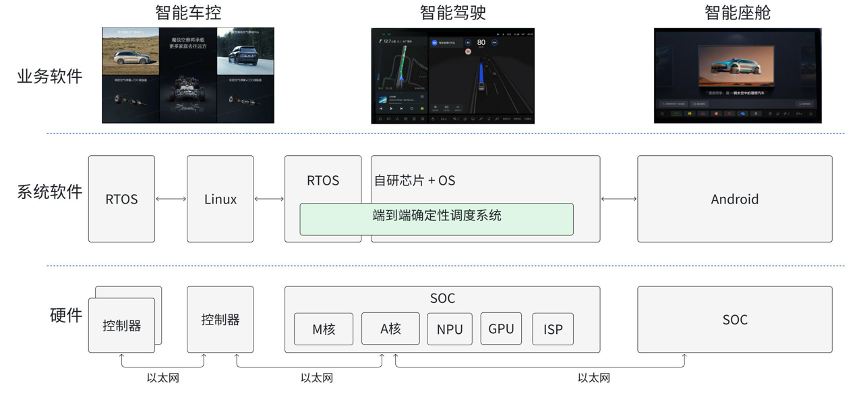 智能车控
智能驾驶
智能座舱
业务软件
80
系统软件
RTOS
Linux
RTOS
自研芯片 + OS
端到端确定性调度系统
Android
硬件
控制器
控制器
SOC
M核
A核
NPU
GPU
ISP
SOC
以太网
以太网
以太网